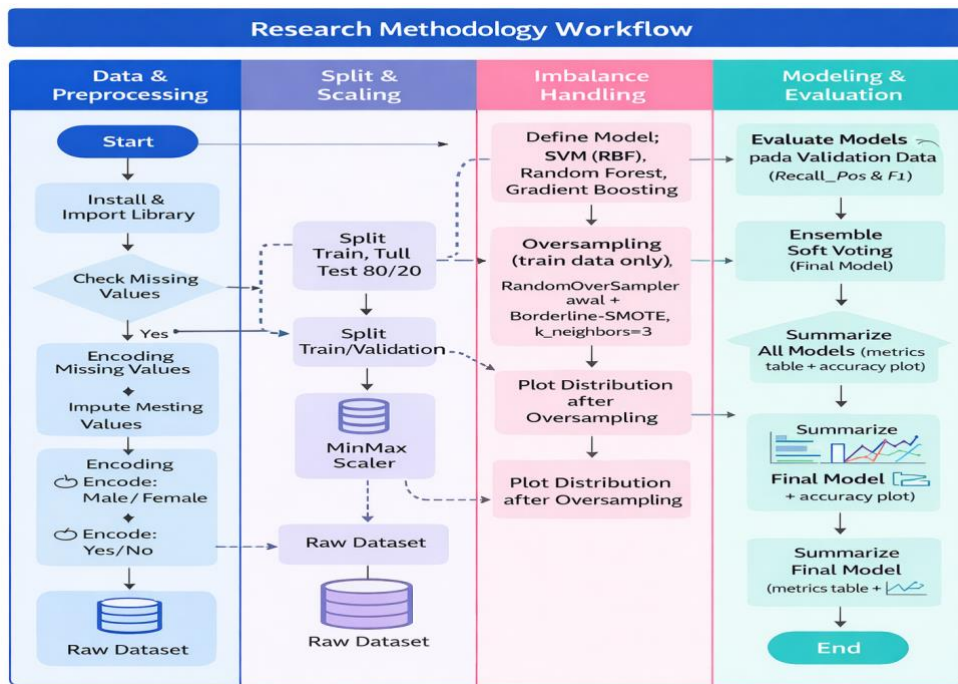 Research Methodology Workflow
Data &
Preprocessing
Start
Install &
Import Library
Check Missing
Values
Yes
Encoding
Missing Values
Impute Mesting
Values
Encoding
Encode:
Male/Female
Encode:
Yes/No
Raw Dataset
Split &
Scaling
Split
Train, Tull
Test 80/20
Split
Train/Validation
MinMax
Scaler
Raw Dataset
Raw Dataset
Imbalance
Handling
Define Model;
SVM (RBF),
Random Forest,
Gradient Boosting
Oversampling
(train data only),
RandomOverSampler
awal +
Borderline-SMOTE,
k_neighbors=3
Plot Distribution
after
Oversampling
Plot Distribution
after Oversampling
Modeling &
Evaluation
Evaluate Models
pada Validation Data
(Recall_Pos & F1)
Ensemble
Soft Voting
(Final Model)
Summarize
All Models (metrics
table + accuracy plot)
Summarize
Final Model
+ accuracy plot)
Summarize
Final Model
(metrics table +
End